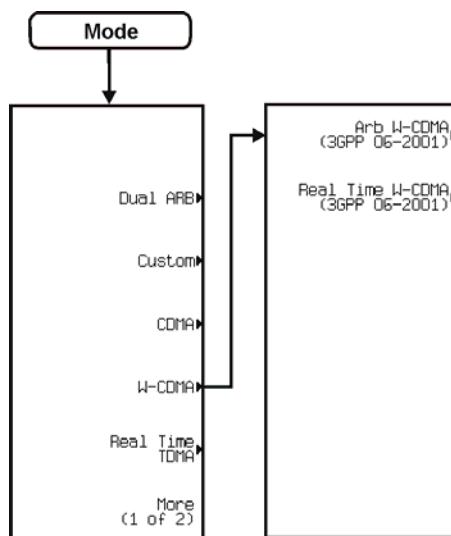 Mode
Dual ARB
Custom
CDMA
W-CDMA
Real Time
TDMA
More
(1 of 2)
Arb W-CDMA
(3GPP 06-2001)
Real Time W-CDMA
(3GPP 06-2001)